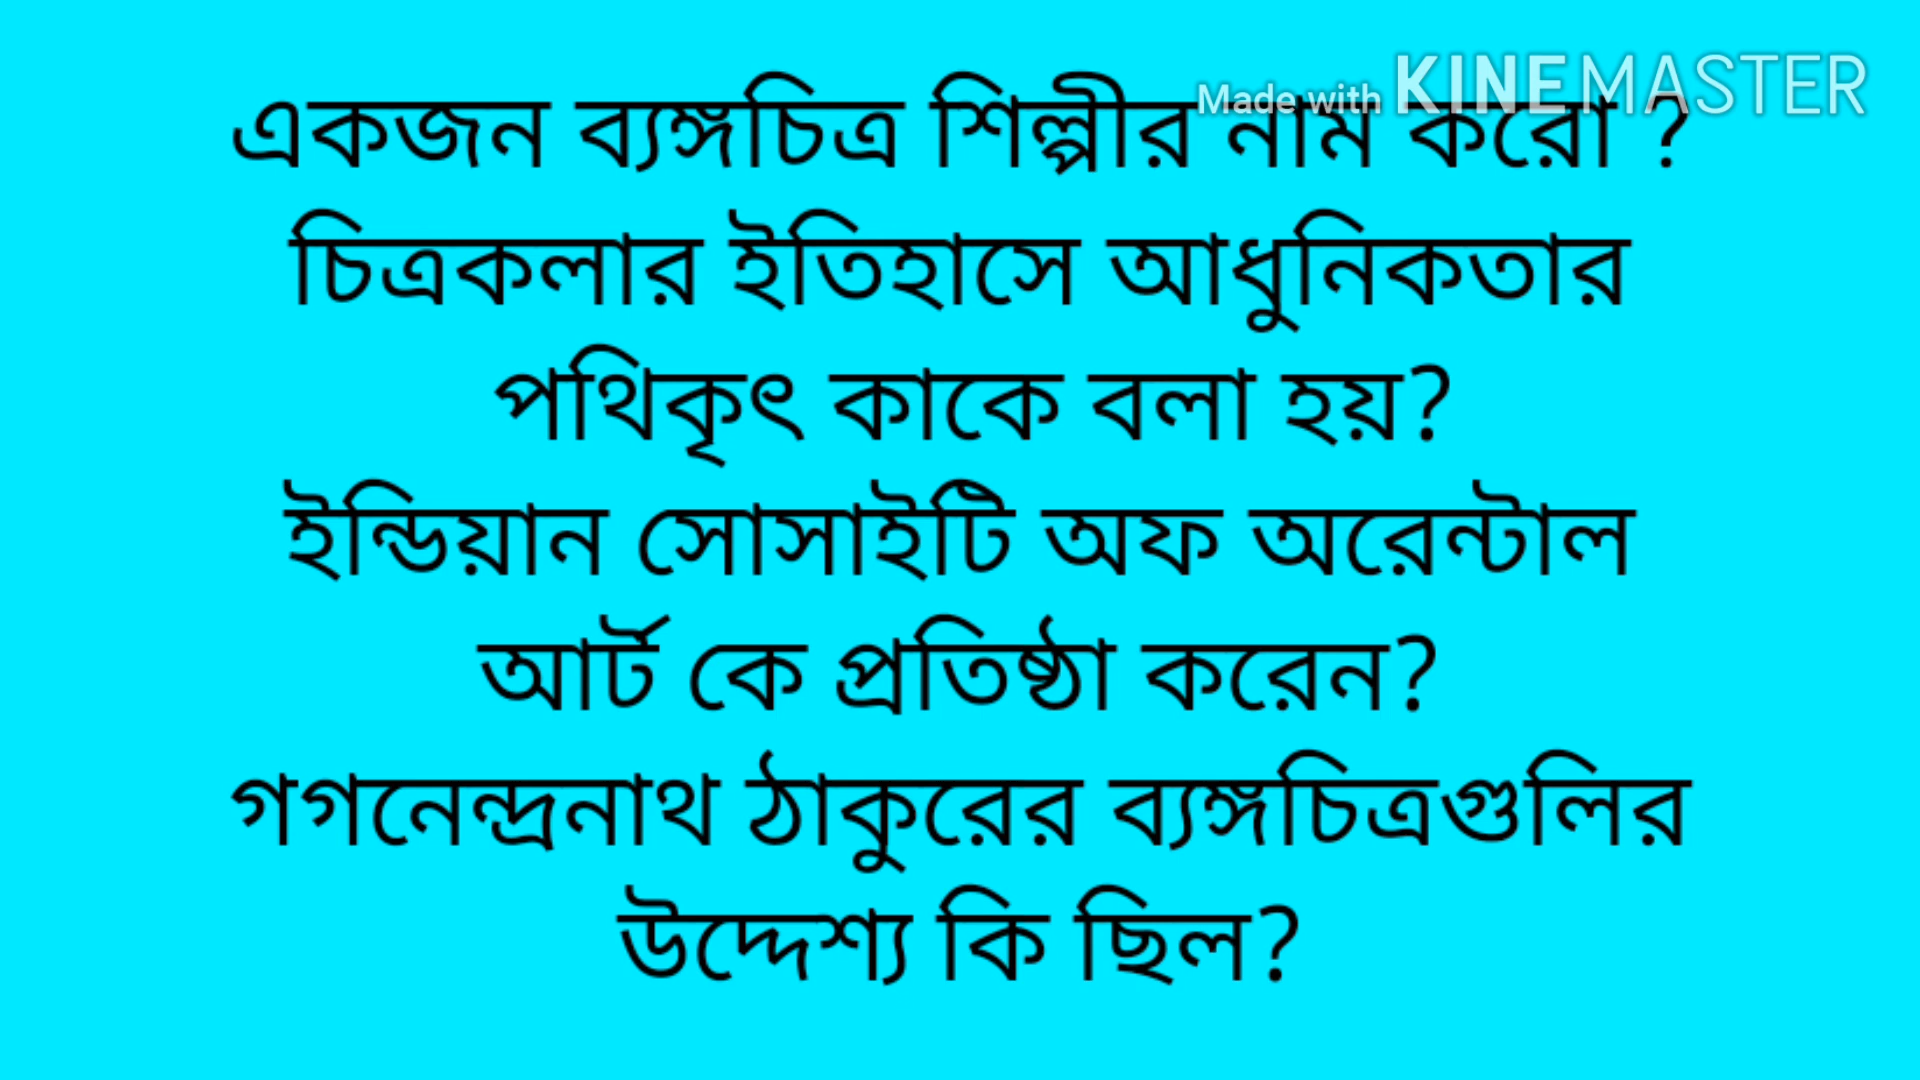 Made with KINEMASTER
একজন ব্যঙ্গচিত্র শিল্পীর নাম করো ?
চিত্রকলার ইতিহাসে আধুনিকতার
পথিকৃৎ কাকে বলা হয়?
ইন্ডিয়ান সোসাইটি অফ অরেন্টাল
আর্ট কে প্রতিষ্ঠা করেন?
গগনেন্দ্রনাথ ঠাকুরের ব্যঙ্গচিত্রগুলির
উদ্দেশ্য কি ছিল?